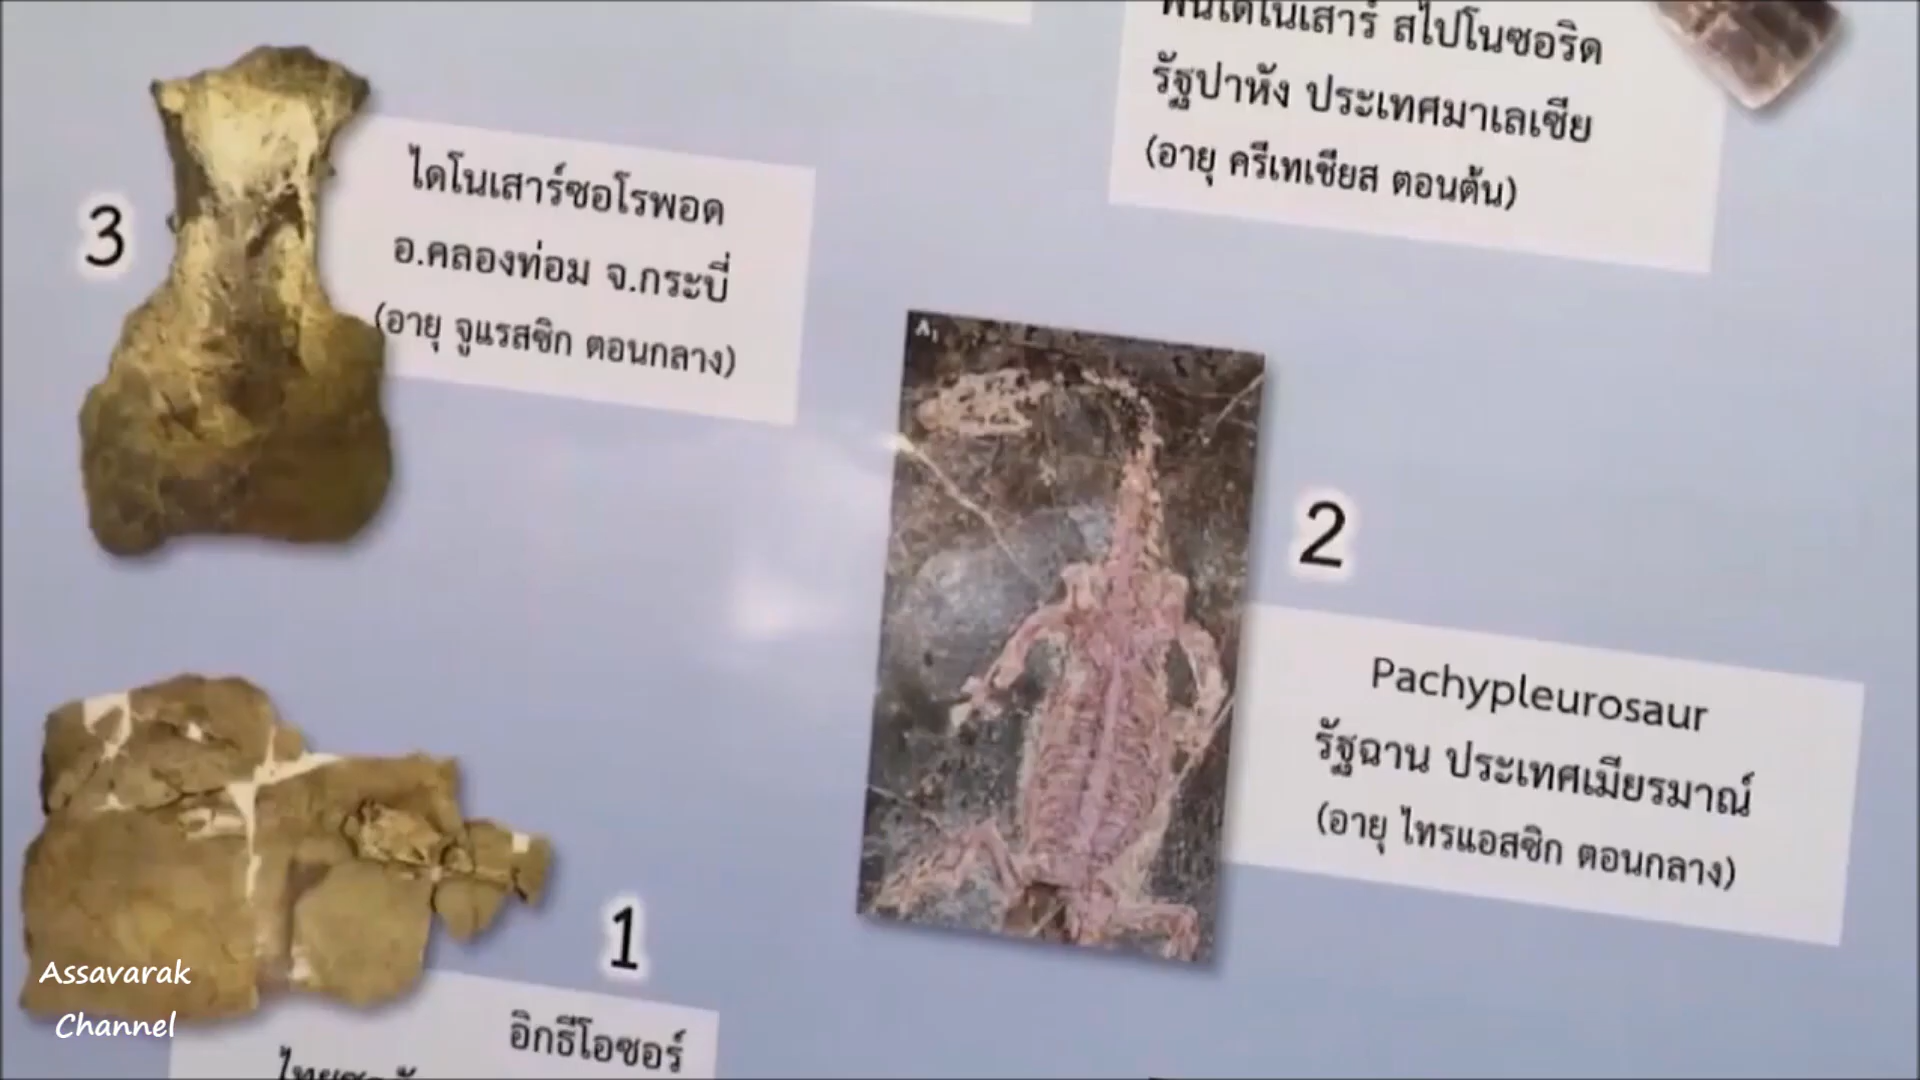 ฟันไดโนเสาร์ สไปโนซอริด
รัฐปาหัง ประเทศมาเลเซีย
(อายุ ครีเทเชียส ตอนต้น)
3
ไดโนเสาร์ซอโรพอด
อ.คลองท่อม จ.กระบี่
(อายุ จูแรสซิก ตอนกลาง)
A1
2
Pachypleurosaur
รัฐฉาน ประเทศเมียรมาณ์
(อายุ ไทรแอสซิก ตอนกลาง)
1
อิกธีโอซอร์
Assavarak
Channel